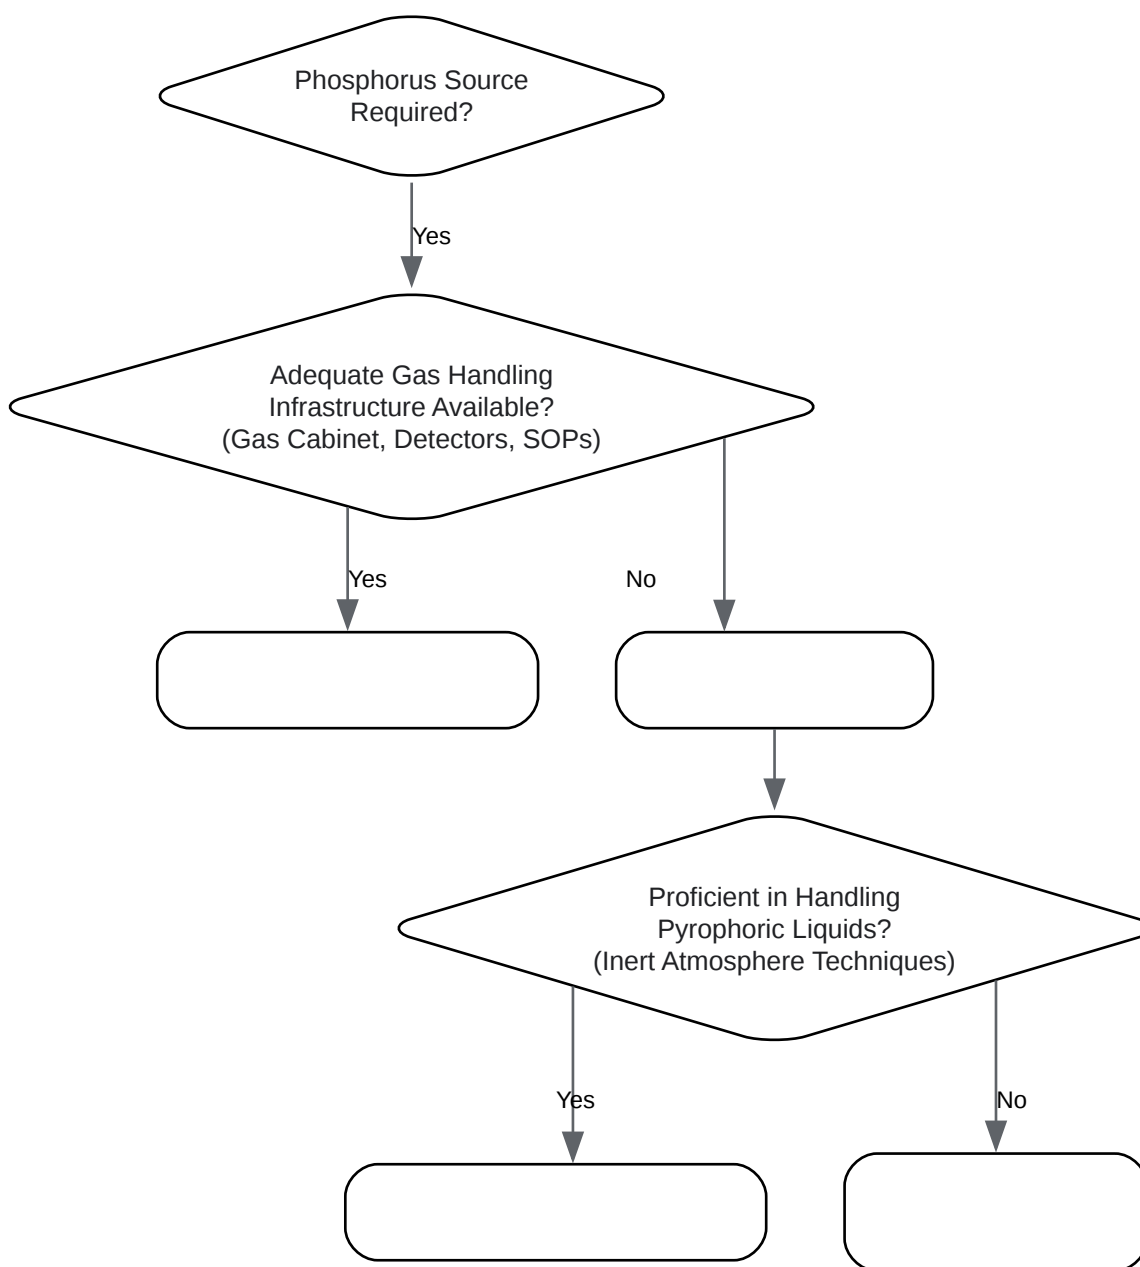 Phosphorus Source
Required?
Yes
Adequate Gas Handling
Infrastructure Available?
(Gas Cabinet, Detectors, SOPs)
Yes
No
Proficient in Handling
Pyrophoric Liquids?
(Inert Atmosphere Techniques)
Yes
No